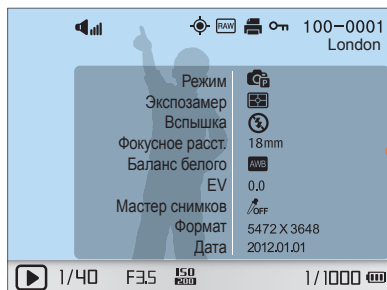 RAW 100-0001
London
Режим P
Экспозамер
Вспышка
Фокусное расст. 18mm
Баланс белого AWB
EV 0.0
Мастер снимков OFF
Формат 5472 X 3648
Дата 2012.01.01
1/40 F3.5 ISO 200 1/1000